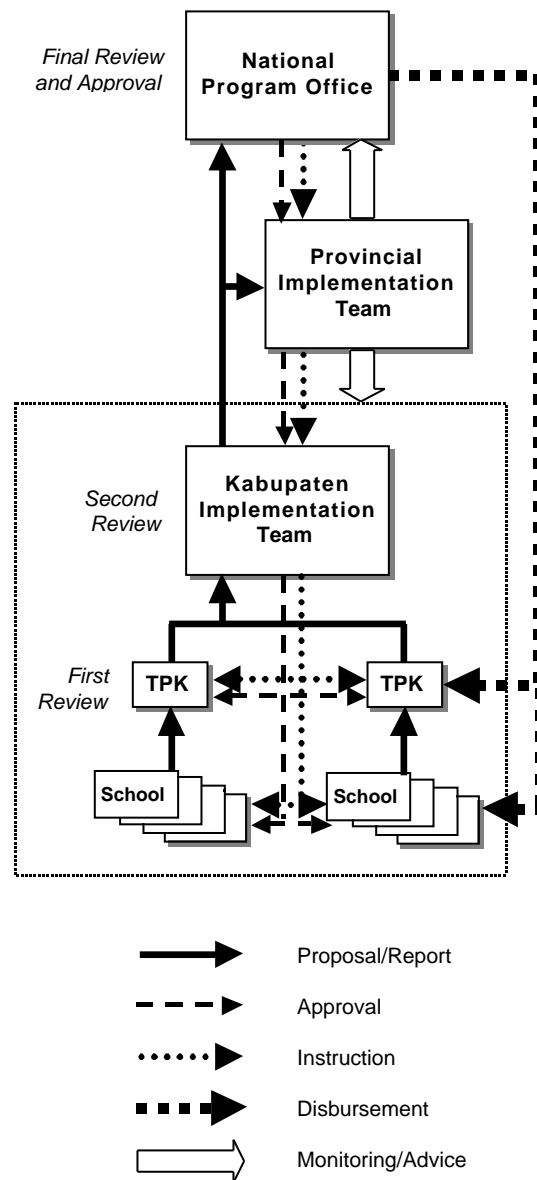 Final Review
and Approval
National
Program Office
Provincial
Implementation
Team
Second
Review
Kabupaten
Implementation
Team
First
Review
TPK
TPK
School
School
Proposal/Report
Approval
Instruction
Disbursement
Monitoring/Advice